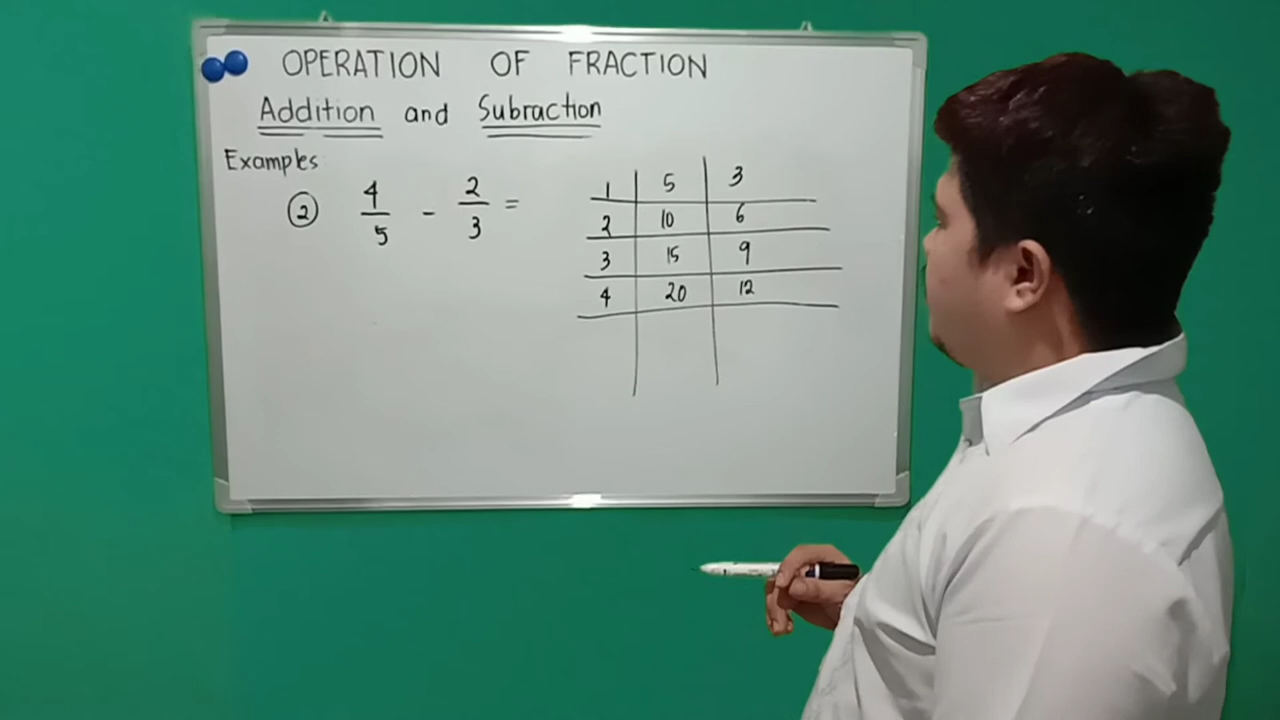 OPERATION OF FRACTION
Addition and Subraction
Examples
2 4/5 - 2/3 =
1 5 3
2 10 6
3 15 9
4 20 12